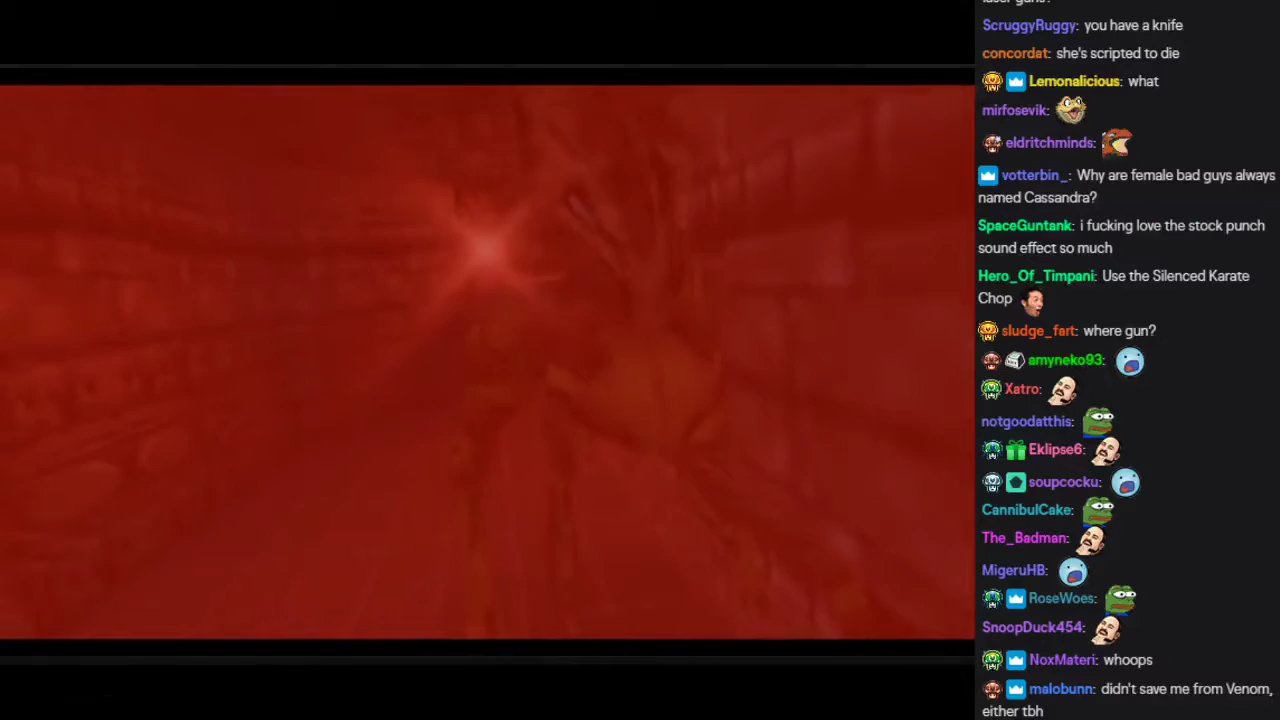 ScruggyRuggy: you have a knife
concordat: she's scripted to die
Lemonalicious: what
mirfosevik:
eldritchminds:
votterbin_: Why are female bad guys always
named Cassandra?
SpaceGuntank: i fucking love the stock punch
sound effect so much
Hero_Of_Timpani: Use the Silenced Karate
Chop
sludge_fart: where gun?
amyneko93:
Xatro:
notgoodatthis:
Eklipse6:
soupcocku:
CannibulCake:
The_Badman:
MigeruHB:
RoseWoes:
SnoopDuck454:
NoxMateri: whoops
malobunn: didn't save me from Venom,
either tbh